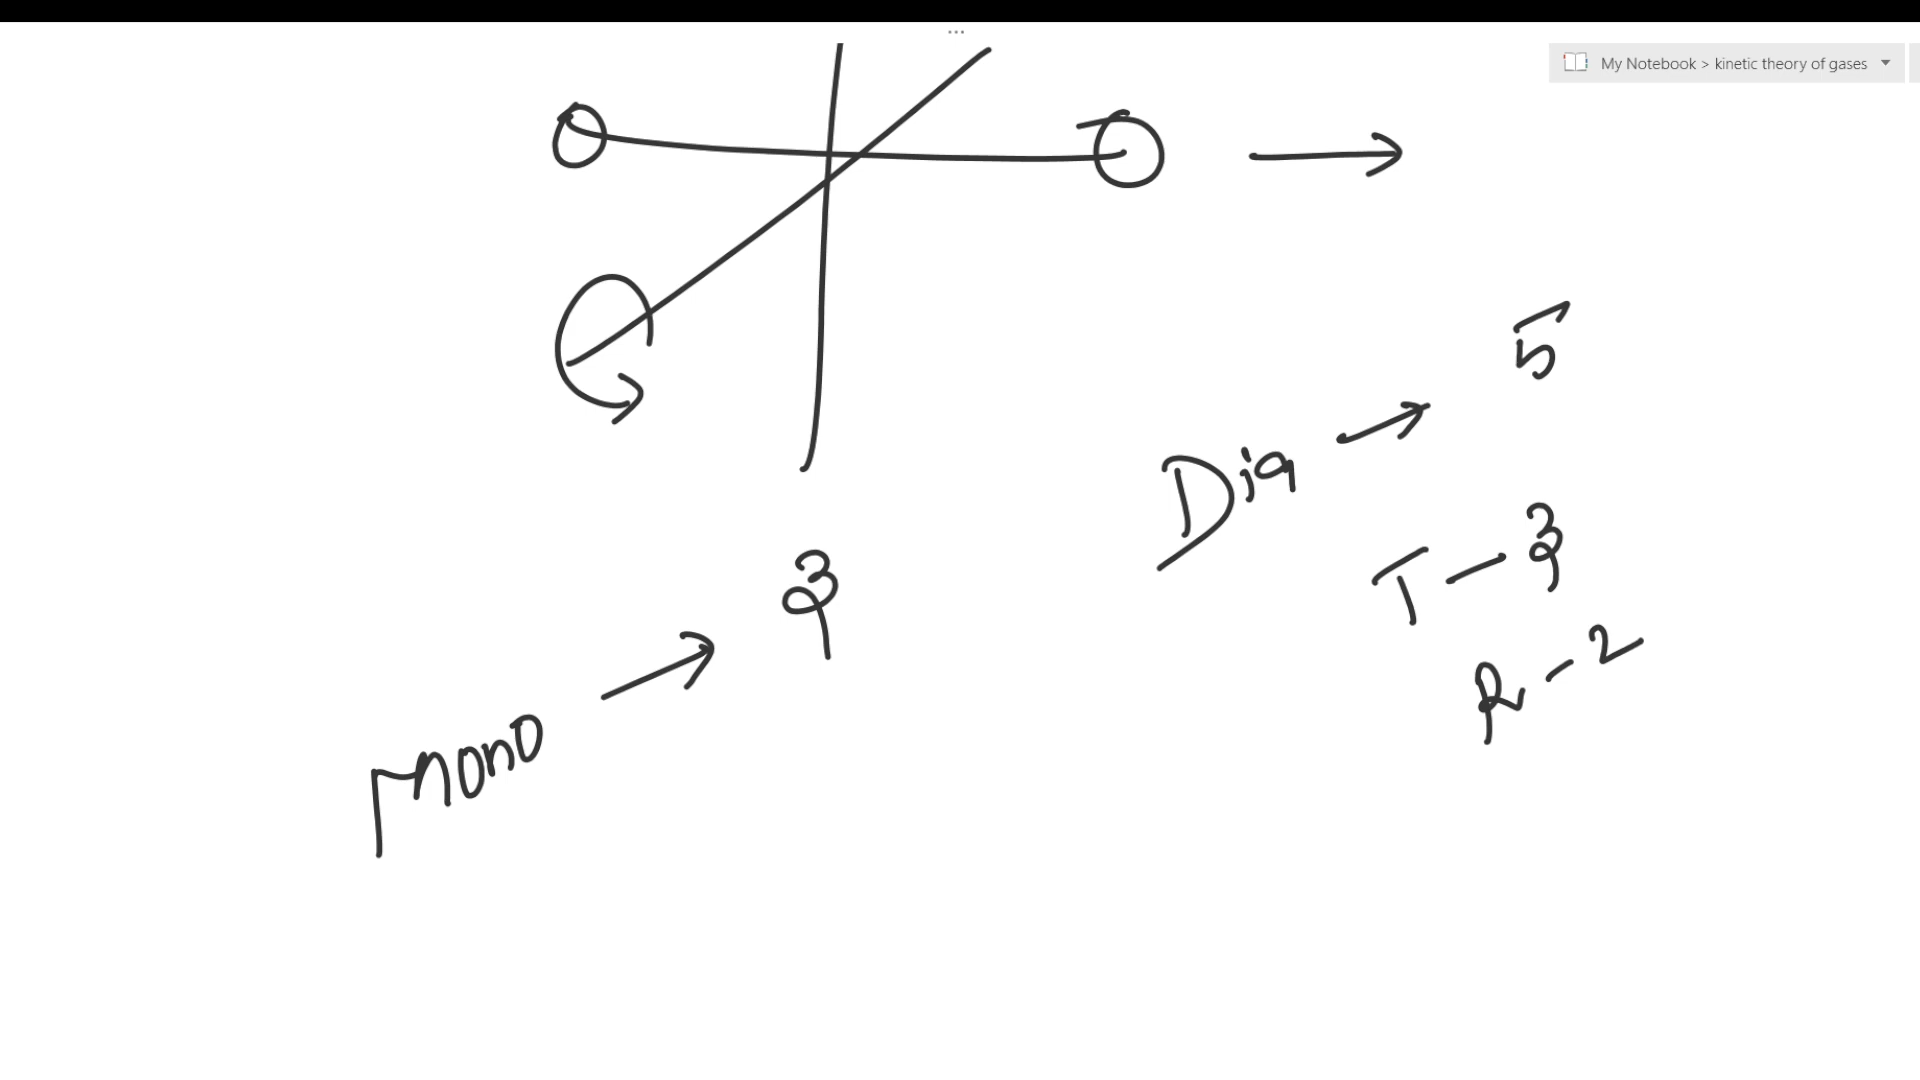 ...
My Notebook > kinetic theory of gases
Dia → 5
T - 3
R - 2
Mono → 3